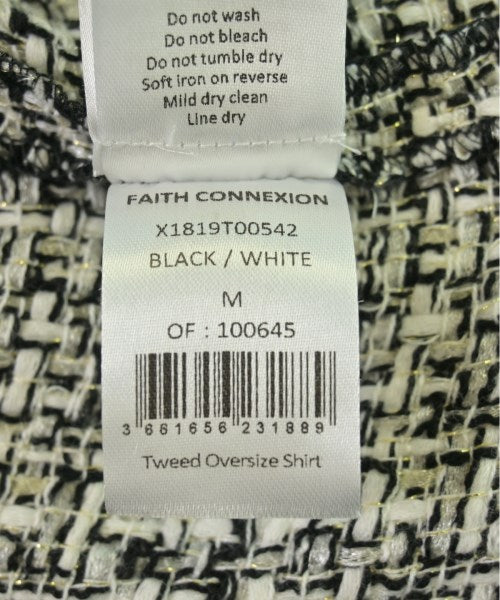 Do not wash
Do not bleach
Do not tumble dry
Soft iron on reverse
Mild dry clean
Line dry
FAITH CONNEXION
X1819T00542
BLACK / WHITE
M
OF : 100645
3 661656 231889
Tweed Oversize Shirt